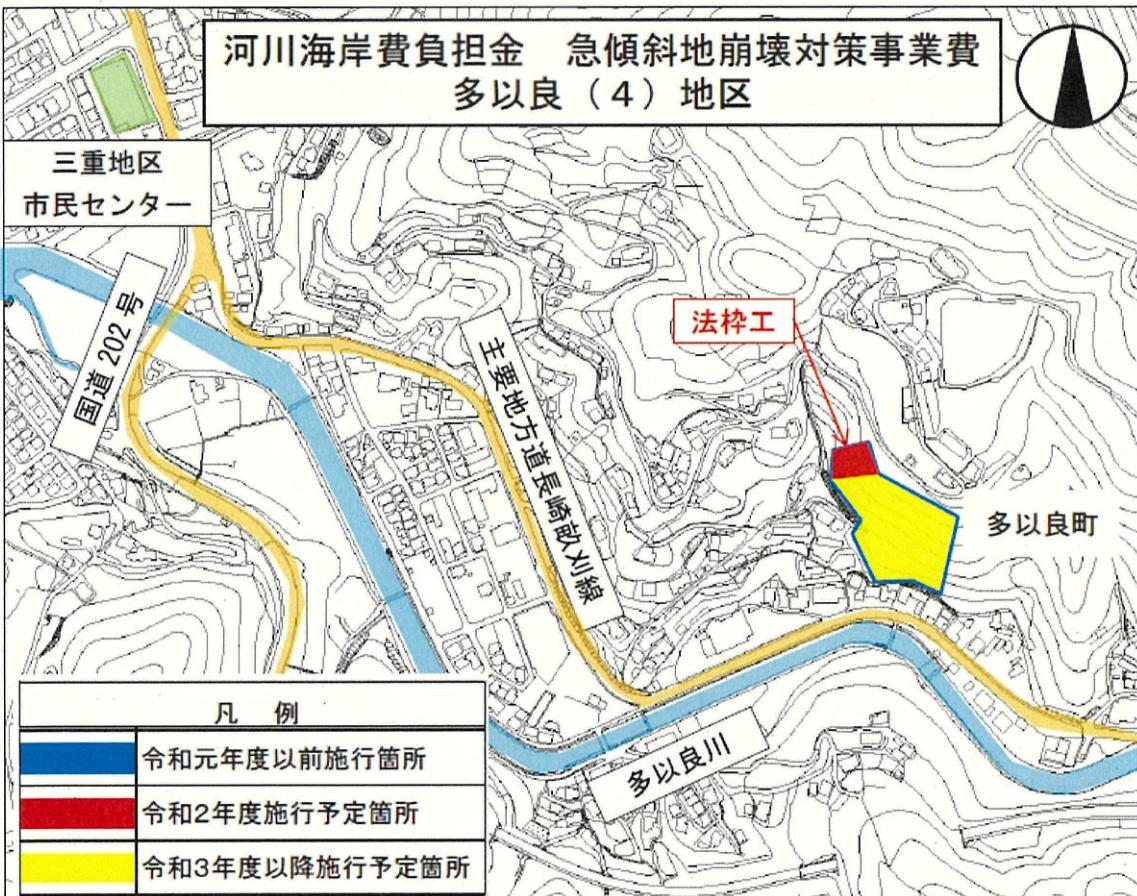 河川海岸費負担金　急傾斜地崩壊対策事業費
多以良（４）地区
三重地区
市民センター
国道 202 号
主要地方道長崎畝刈線
法枠工
多以良町
多以良川
凡　例
令和元年度以前施行箇所
令和2年度施行予定箇所
令和3年度以降施行予定箇所